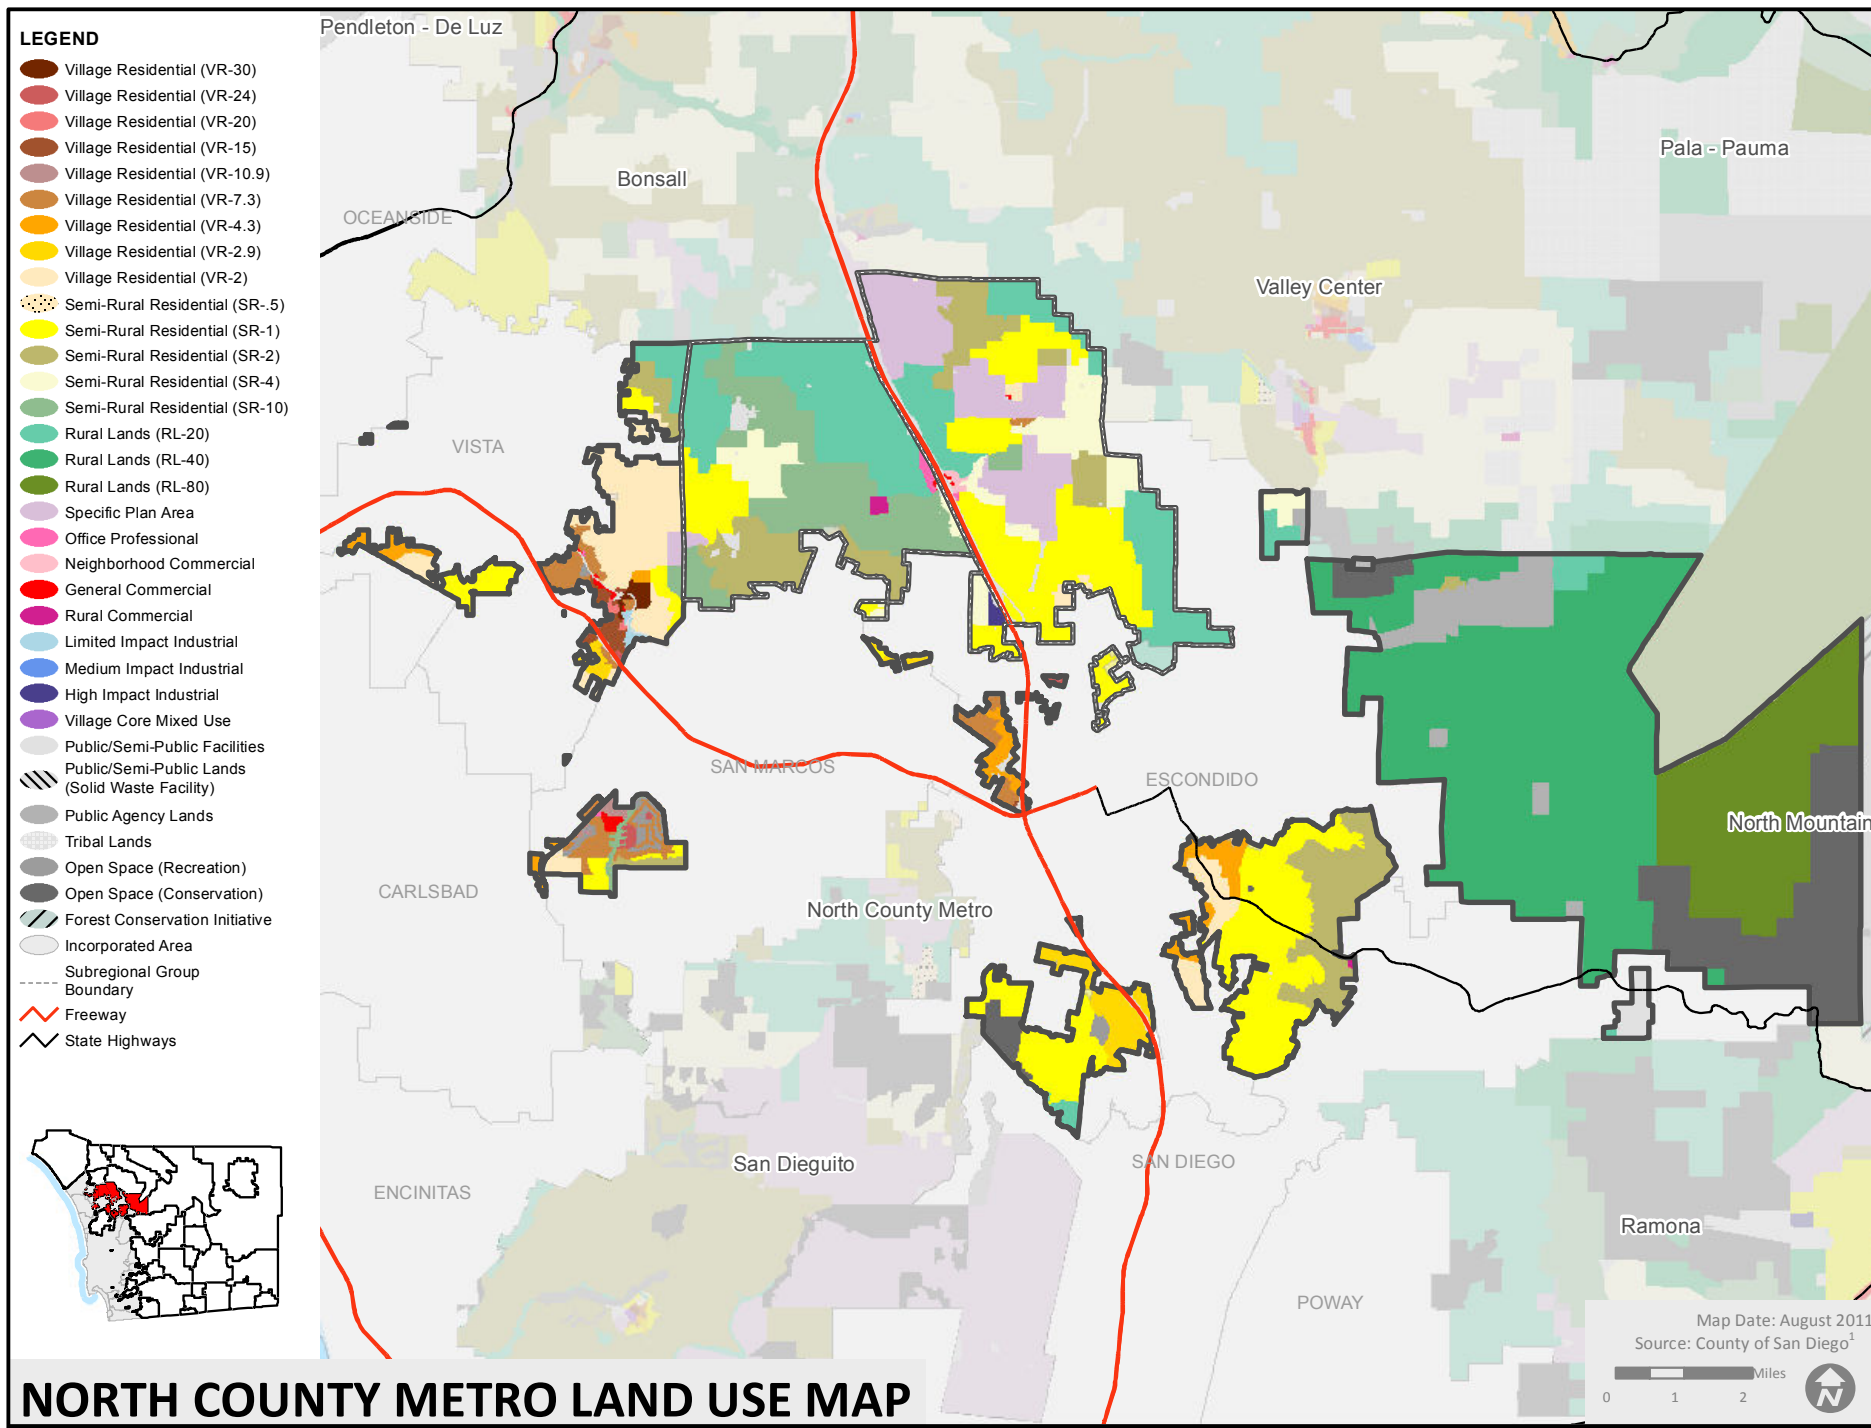 LEGEND
Village Residential (VR-30)
Village Residential (VR-24)
Village Residential (VR-20)
Village Residential (VR-15)
Village Residential (VR-10.9)
Village Residential (VR-7.3)
Village Residential (VR-4.3)
Village Residential (VR-2.9)
Village Residential (VR-2)
Semi-Rural Residential (SR-.5)
Semi-Rural Residential (SR-1)
Semi-Rural Residential (SR-2)
Semi-Rural Residential (SR-4)
Semi-Rural Residential (SR-10)
Rural Lands (RL-20)
Rural Lands (RL-40)
Rural Lands (RL-80)
Specific Plan Area
Office Professional
Neighborhood Commercial
General Commercial
Rural Commercial
Limited Impact Industrial
Medium Impact Industrial
High Impact Industrial
Village Core Mixed Use
Public/Semi-Public Facilities
Public/Semi-Public Lands
(Solid Waste Facility)
Public Agency Lands
Tribal Lands
Open Space (Recreation)
Open Space (Conservation)
Forest Conservation Initiative
Incorporated Area
Subregional Group
Boundary
Freeway
State Highways
Pendleton - De Luz
Bonsall
Pala - Pauma
OCEANSIDE
Valley Center
VISTA
SAN MARCOS
ESCONDIDO
North Mountain
CARLSBAD
North County Metro
San Dieguito
SAN DIEGO
ENCINITAS
Ramona
POWAY
Map Date: August 2011
Source: County of San Diego1
Miles
0 1 2
N
NORTH COUNTY METRO LAND USE MAP